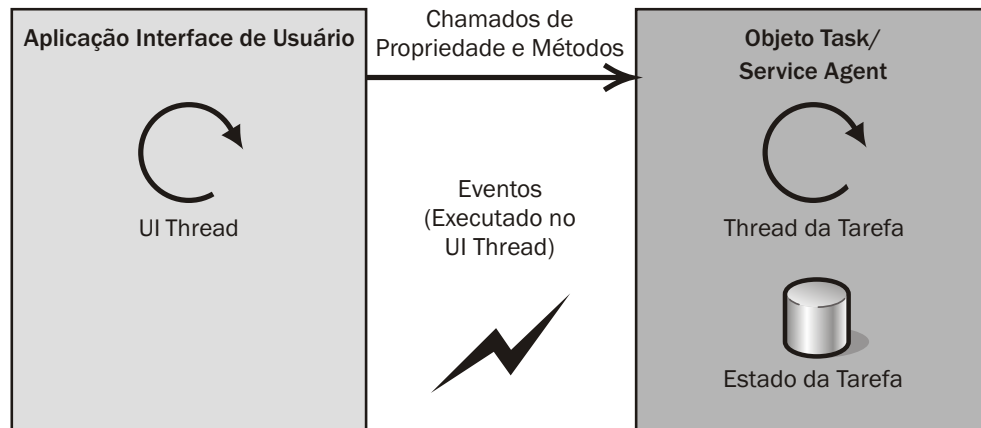 Aplicação Interface de Usuário
UI Thread
Chamados de
Propriedade e Métodos
Eventos
(Executado no
UI Thread)
Objeto Task/
Service Agent
Thread da Tarefa
Estado da Tarefa